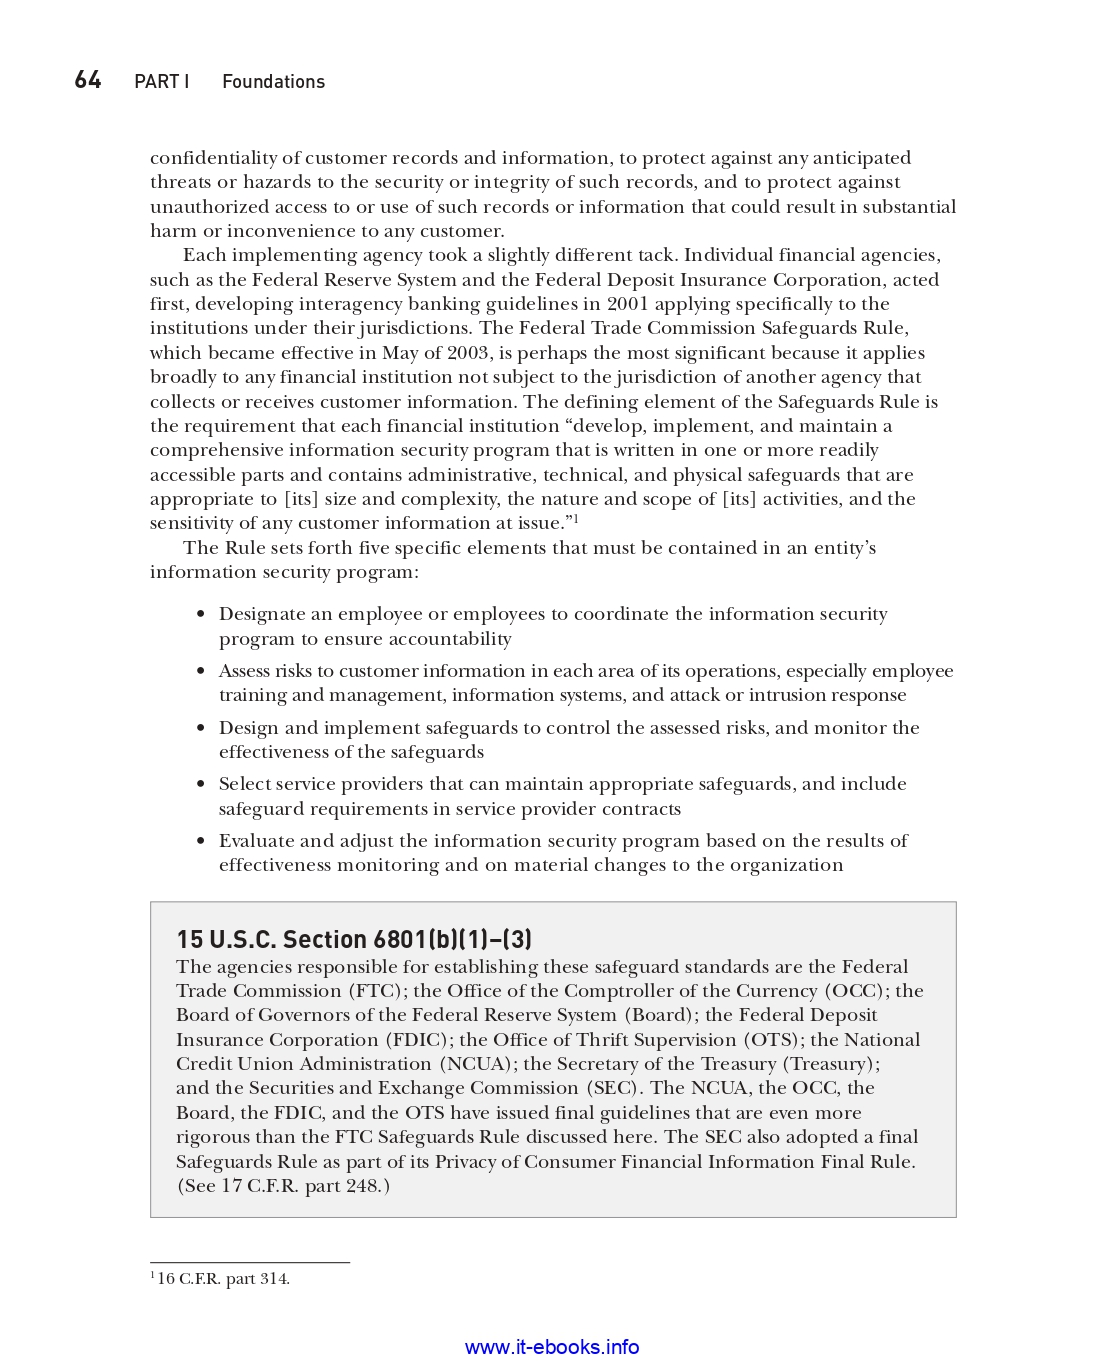 64 PART I Foundations
confidentiality of customer records and information, to protect against any anticipated
threats or hazards to the security or integrity of such records, and to protect against
unauthorized access to or use of such records or information that could result in substantial
harm or inconvenience to any customer.
Each implementing agency took a slightly different tack. Individual financial agencies,
such as the Federal Reserve System and the Federal Deposit Insurance Corporation, acted
first, developing interagency banking guidelines in 2001 applying specifically to the
institutions under their jurisdictions. The Federal Trade Commission Safeguards Rule,
which became effective in May of 2003, is perhaps the most significant because it applies
broadly to any financial institution not subject to the jurisdiction of another agency that
collects or receives customer information. The defining element of the Safeguards Rule is
the requirement that each financial institution “develop, implement, and maintain a
comprehensive information security program that is written in one or more readily
accessible parts and contains administrative, technical, and physical safeguards that are
appropriate to [its] size and complexity, the nature and scope of [its] activities, and the
sensitivity of any customer information at issue.”1
The Rule sets forth five specific elements that must be contained in an entity’s
information security program:
• Designate an employee or employees to coordinate the information security
program to ensure accountability
• Assess risks to customer information in each area of its operations, especially employee
training and management, information systems, and attack or intrusion response
• Design and implement safeguards to control the assessed risks, and monitor the
effectiveness of the safeguards
• Select service providers that can maintain appropriate safeguards, and include
safeguard requirements in service provider contracts
• Evaluate and adjust the information security program based on the results of
effectiveness monitoring and on material changes to the organization
15 U.S.C. Section 6801(b)(1)–(3)
The agencies responsible for establishing these safeguard standards are the Federal
Trade Commission (FTC); the Office of the Comptroller of the Currency (OCC); the
Board of Governors of the Federal Reserve System (Board); the Federal Deposit
Insurance Corporation (FDIC); the Office of Thrift Supervision (OTS); the National
Credit Union Administration (NCUA); the Secretary of the Treasury (Treasury);
and the Securities and Exchange Commission (SEC). The NCUA, the OCC, the
Board, the FDIC, and the OTS have issued final guidelines that are even more
rigorous than the FTC Safeguards Rule discussed here. The SEC also adopted a final
Safeguards Rule as part of its Privacy of Consumer Financial Information Final Rule.
(See 17 C.F.R. part 248.)
1 16 C.F.R. part 314.
www.it-ebooks.info